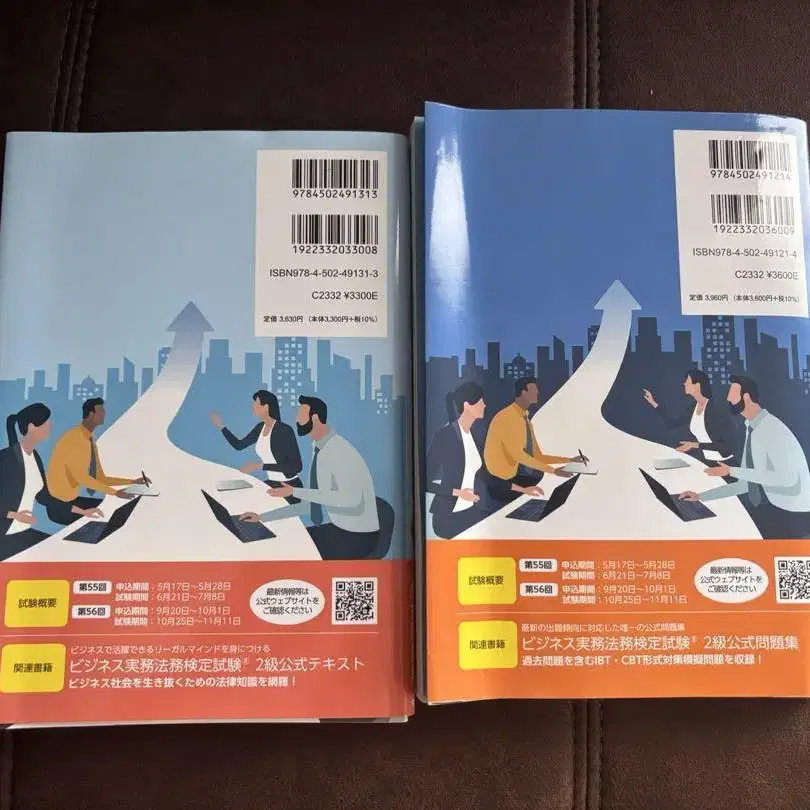 9784502491313
1922332033008
ISBN978-4-502-49131-3
C2332 ¥3300E
定価 3,630円 (本体3,300円+税10%)
試験概要
第55回
申込期間：5月17日～5月28日
試験期間：6月21日～7月8日
第56回
申込期間：9月20日～10月1日
試験期間：10月25日～11月11日
最新情報等は
公式ウェブサイトを
ご確認ください
関連書籍
ビジネスで活躍できるリーガルマインドを身につける
ビジネス実務法務検定試験® 2級公式テキスト
ビジネス社会を生き抜くための法律知識を網羅！
9784502491214
1922332036009
ISBN978-4-502-49121-4
C2332 ¥3600E
定価 3,960円 (本体3,600円+税10%)
試験概要
第55回
申込期間：5月17日～5月28日
試験期間：6月21日～7月8日
第56回
申込期間：9月20日～10月1日
試験期間：10月25日～11月11日
最新情報等は
公式ウェブサイトを
ご確認ください
関連書籍
最新の出題傾向に対応した唯一の公式問題集
ビジネス実務法務検定試験® 2級公式問題集
過去問題を含むIBT・CBT形式対策模擬問題を収録！